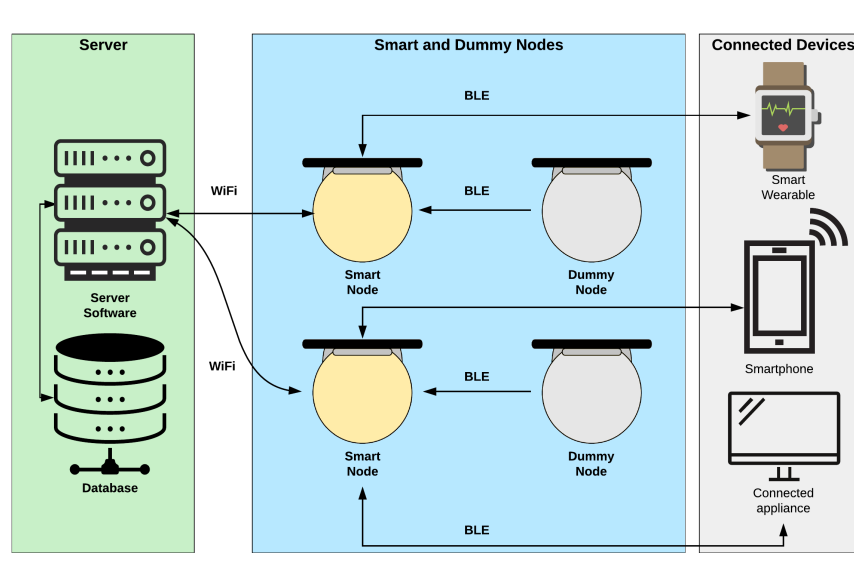 Server
Smart and Dummy Nodes
Connected Devices
BLE
Smart
Wearable
WiFi
BLE
Smart
Node
Dummy
Node
Server
Software
WiFi
BLE
Smartphone
Smart
Node
Dummy
Node
Database
Connected
appliance
BLE